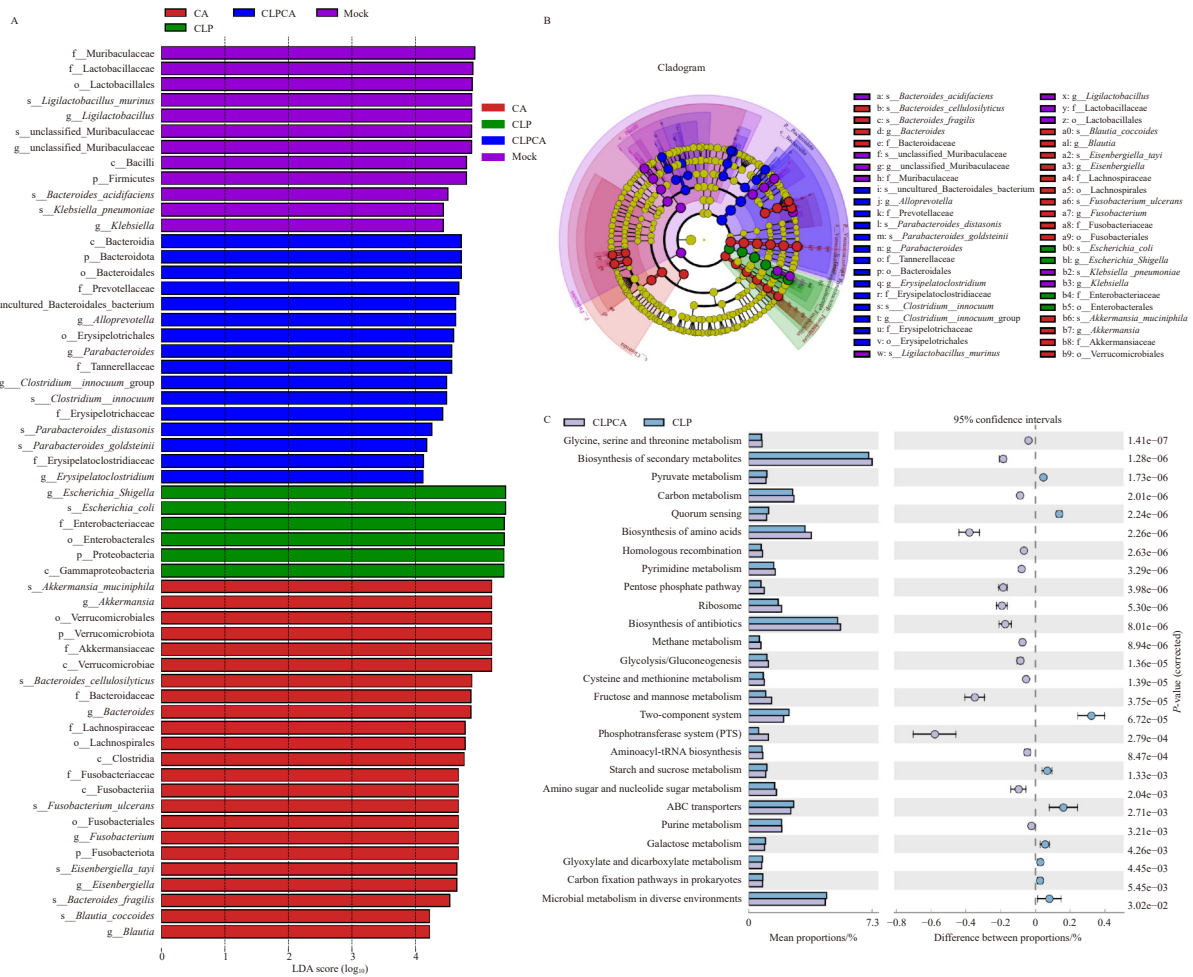 A
CA
CLPCA
Mock
CLP
f__Muribaculaceae
f__Lactobacillaceae
o__Lactobacillales
s__Ligilactobacillus_murinus
g__Ligilactobacillus
s__unclassified_Muribaculaceae
g__unclassified_Muribaculaceae
c__Bacilli
p__Firmicutes
s__Bacteroides_acidifaciens
s__Klebsiella_pneumoniae
g__Klebsiella
c__Bacteroidia
p__Bacteroidota
o__Bacteroidales
f__Prevotellaceae
uncultured_Bacteroidales_bacterium
g__Alloprevotella
o__Erysipelotrichales
g__Parabacteroides
f__Tannerellaceae
g___Clostridium__innocuum_group
s___Clostridium__innocuum
f__Erysipelotrichaceae
s__Parabacteroides_distasonis
s__Parabacteroides_goldsteinii
f__Erysipelatoclostridiaceae
g__Erysipelatoclostridium
g__Escherichia_Shigella
s__Escherichia_coli
f__Enterobacteriaceae
o__Enterobacterales
p__Proteobacteria
c__Gammaproteobacteria
s__Akkermansia_muciniphila
g__Akkermansia
o__Verrucomicrobiales
p__Verrucomicrobiota
f__Akkermansiaceae
c__Verrucomicrobiae
s__Bacteroides_cellulosilyticus
f__Bacteroidaceae
g__Bacteroides
f__Lachnospiraceae
o__Lachnospirales
c__Clostridia
f__Fusobacteriaceae
c__Fusobacteriia
s__Fusobacterium_ulcerans
o__Fusobacteriales
g__Fusobacterium
p__Fusobacteriota
s__Eisenbergiella_tayi
g__Eisenbergiella
s__Bacteroides_fragilis
s__Blautia_coccoides
g__Blautia
0 1 2 3 4
LDA score (log₁₀)
CA
CLP
CLPCA
Mock
B
Cladogram
a: s__Bacteroides_acidifaciens
b: s__Bacteroides_cellulosilyticus
c: s__Bacteroides_fragilis
d: g__Bacteroides
e: f__Bacteroidaceae
f: s__unclassified_Muribaculaceae
g: g__unclassified_Muribaculaceae
h: f__Muribaculaceae
i: s__uncultured_Bacteroidales_bacterium
j: g__Alloprevotella
k: f__Prevotellaceae
l: s__Parabacteroides_distasonis
m: s__Parabacteroides_goldsteinii
n: g__Parabacteroides
o: f__Tannerellaceae
p: o__Bacteroidales
q: g__Erysipelatoclostridium
r: f__Erysipelatoclostridiaceae
s: s___Clostridium__innocuum
t: g___Clostridium__innocuum_group
u: f__Erysipelotrichaceae
v: o__Erysipelotrichales
w: s__Ligilactobacillus_murinus
x: g__Ligilactobacillus
y: f__Lactobacillaceae
z: o__Lactobacillales
a0: s__Blautia_coccoides
a1: g__Blautia
a2: s__Eisenbergiella_tayi
a3: g__Eisenbergiella
a4: f__Lachnospiraceae
a5: o__Lachnospirales
a6: s__Fusobacterium_ulcerans
a7: g__Fusobacterium
a8: f__Fusobacteriaceae
a9: o__Fusobacteriales
b0: s__Escherichia_coli
b1: g__Escherichia_Shigella
b2: s__Klebsiella_pneumoniae
b3: g__Klebsiella
b4: f__Enterobacteriaceae
b5: o__Enterobacterales
b6: s__Akkermansia_muciniphila
b7: g__Akkermansia
b8: f__Akkermansiaceae
b9: o__Verrucomicrobiales
C
CLPCA
CLP
95% confidence intervals
Glycine, serine and threonine metabolism 1.41e−07
Biosynthesis of secondary metabolites 1.28e−06
Pyruvate metabolism 1.73e−06
Carbon metabolism 2.01e−06
Quorum sensing 2.24e−06
Biosynthesis of amino acids 2.26e−06
Homologous recombination 2.63e−06
Pyrimidine metabolism 3.29e−06
Pentose phosphate pathway 3.98e−06
Ribosome 5.30e−06
Biosynthesis of antibiotics 8.01e−06
Methane metabolism 8.94e−06
Glycolysis/Gluconeogenesis 1.36e−05
Cysteine and methionine metabolism 1.39e−05
Fructose and mannose metabolism 3.75e−05
Two-component system 6.72e−05
Phosphotransferase system (PTS) 2.79e−04
Aminoacyl-tRNA biosynthesis 8.47e−04
Starch and sucrose metabolism 1.33e−03
Amino sugar and nucleolide sugar metabolism 2.04e−03
ABC transporters 2.71e−03
Purine metabolism 3.21e−03
Galactose metabolism 4.26e−03
Glyoxylate and dicarboxylate metabolism 4.45e−03
Carbon fixation pathways in prokaryotes 5.45e−03
Microbial metabolism in diverse environments 3.02e−02
P-value (corrected)
0 7.3
Mean proportions/%
−0.8 −0.6 −0.4 −0.2 0 0.2 0.4
Difference between proportions/%